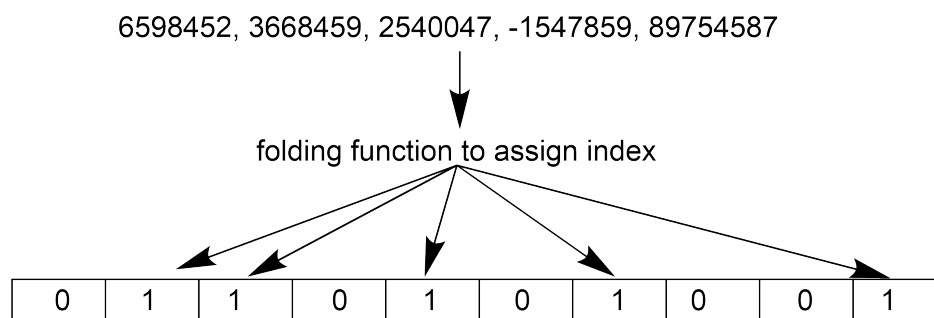 6598452, 3668459, 2540047, -1547859, 89754587
folding function to assign index
0 1 1 0 1 0 1 0 0 1